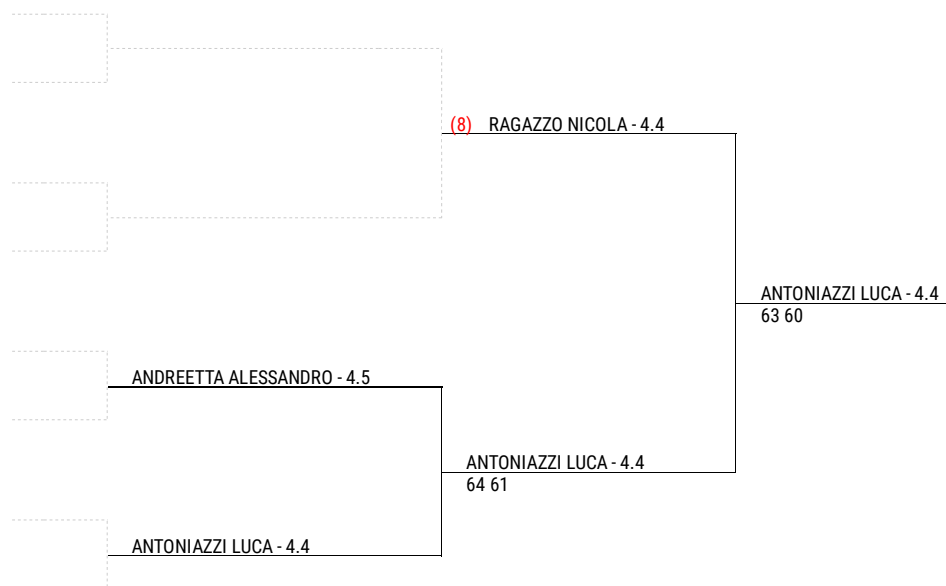 (8) RAGAZZO NICOLA - 4.4
ANTONIAZZI LUCA - 4.4
63 60
ANDREETTA ALESSANDRO - 4.5
ANTONIAZZI LUCA - 4.4
64 61
ANTONIAZZI LUCA - 4.4